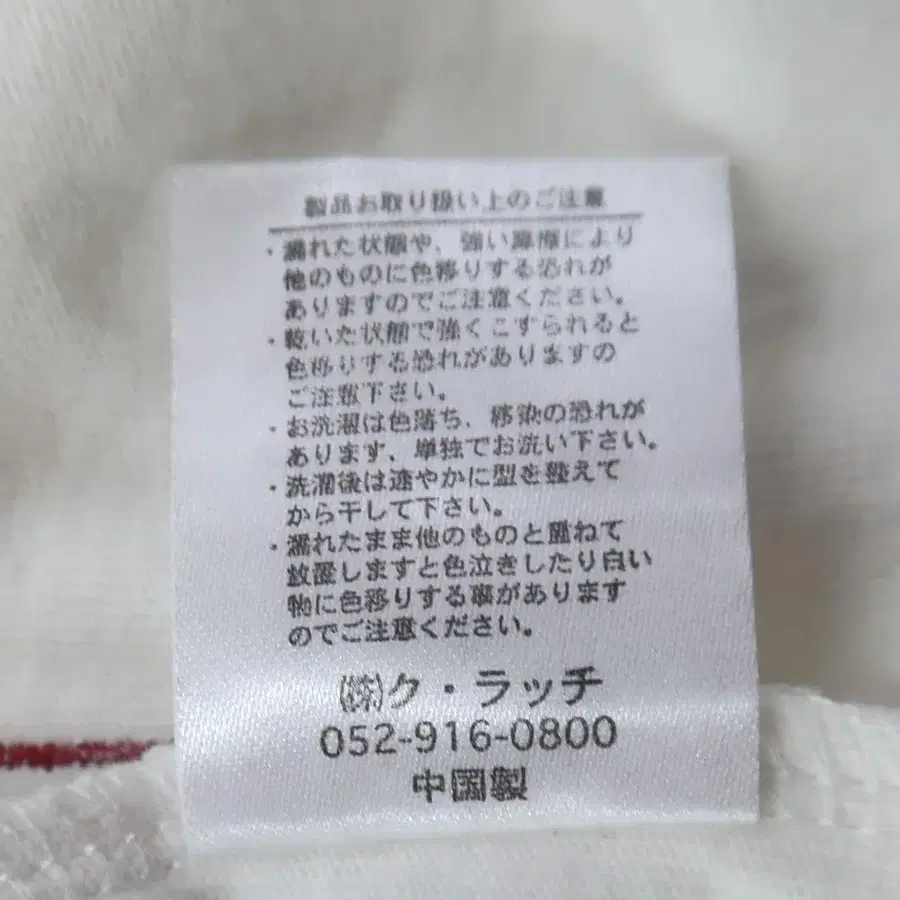 製品お取り扱い上のご注意
・濡れた状態や、強い摩擦により
他のものに色移りする恐れが
ありますのでご注意ください。
・乾いた状態で強くこすられると
色移りする恐れがありますの
ご注意下さい。
・お洗濯は色落ち、移染の恐れが
あります、単独でお洗い下さい。
・洗濯後は速やかに型を整えて
から干して下さい。
・濡れたまま他のものと重ねて
放置しますと色泣きしたり白い
物に色移りする事があります
のでご注意ください。
㈱ク・ラッチ
052-916-0800
中国製